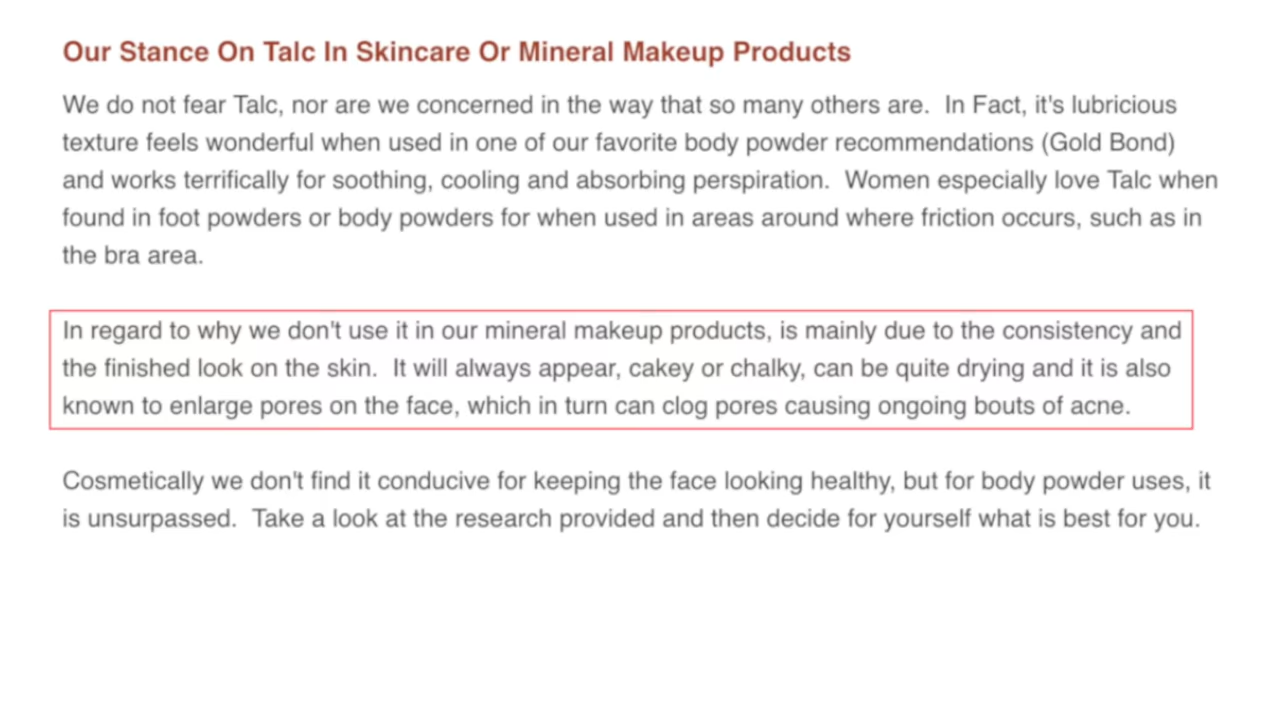 Our Stance On Talc In Skincare Or Mineral Makeup Products
We do not fear Talc, nor are we concerned in the way that so many others are.  In Fact, it's lubricious
texture feels wonderful when used in one of our favorite body powder recommendations (Gold Bond)
and works terrifically for soothing, cooling and absorbing perspiration.  Women especially love Talc when
found in foot powders or body powders for when used in areas around where friction occurs, such as in
the bra area.
In regard to why we don't use it in our mineral makeup products, is mainly due to the consistency and
the finished look on the skin.  It will always appear, cakey or chalky, can be quite drying and it is also
known to enlarge pores on the face, which in turn can clog pores causing ongoing bouts of acne.
Cosmetically we don't find it conducive for keeping the face looking healthy, but for body powder uses, it
is unsurpassed.  Take a look at the research provided and then decide for yourself what is best for you.